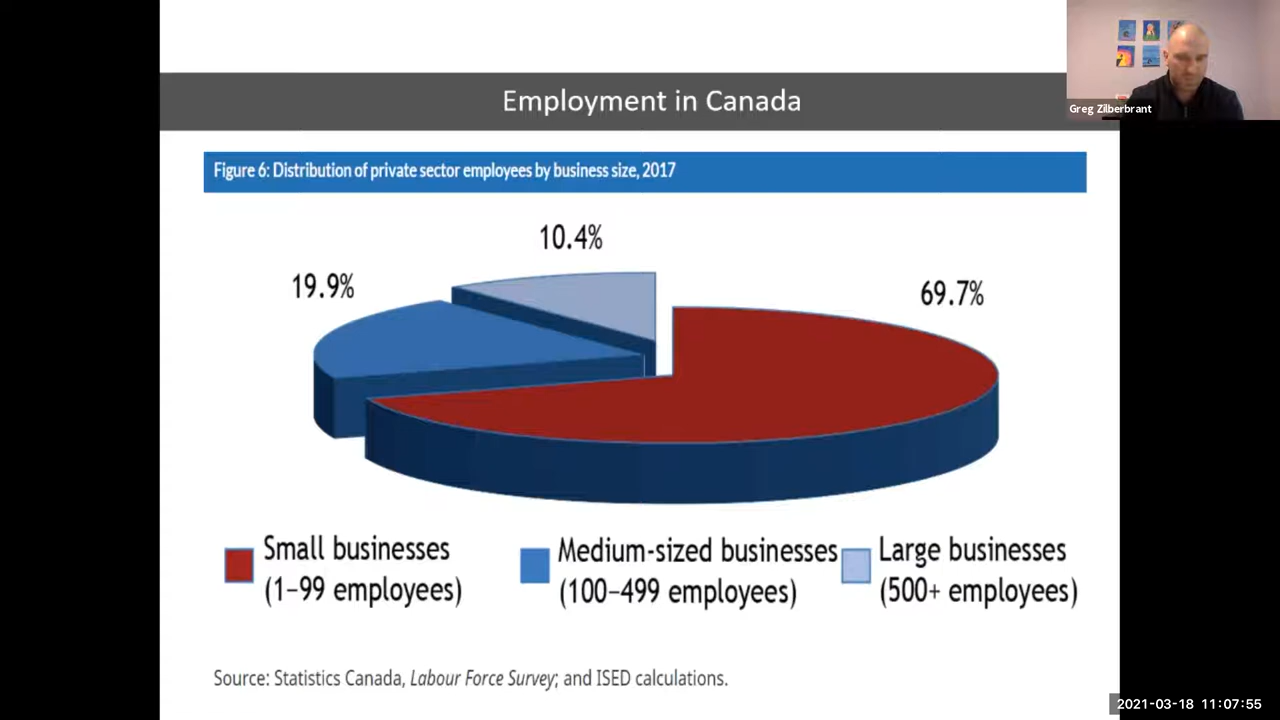 Employment in Canada
Greg Zilberbrant
Figure 6: Distribution of private sector employees by business size, 2017
10.4%
19.9%
69.7%
Small businesses
(1–99 employees)
Medium-sized businesses
(100–499 employees)
Large businesses
(500+ employees)
Source: Statistics Canada, Labour Force Survey; and ISED calculations.
2021-03-18 11:07:55